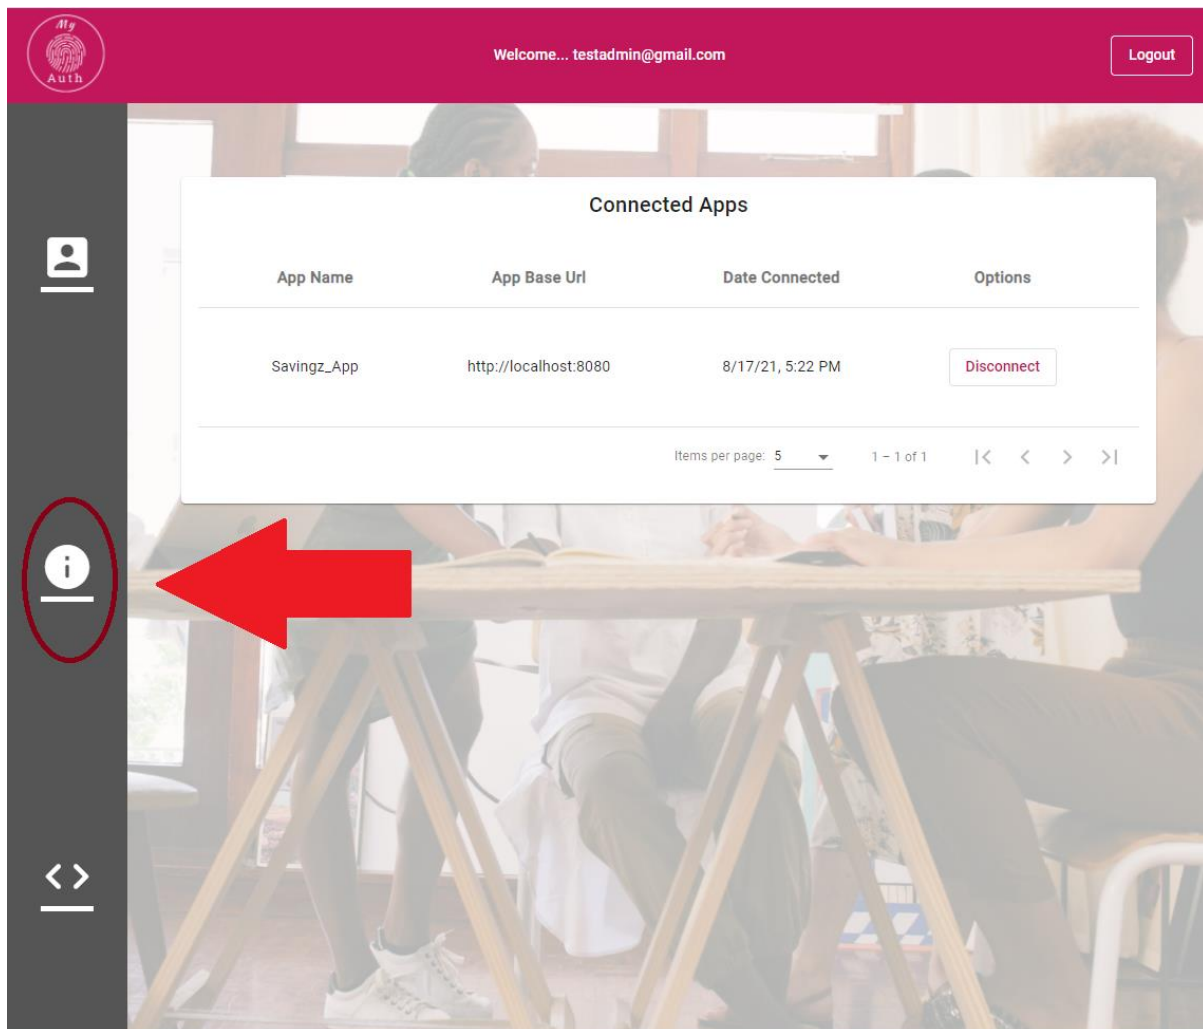 My
Auth
Welcome... testadmin@gmail.com
Logout
Connected Apps
App Name App Base Url Date Connected Options
Savingz_App http://localhost:8080 8/17/21, 5:22 PM Disconnect
Items per page: 5 1 – 1 of 1